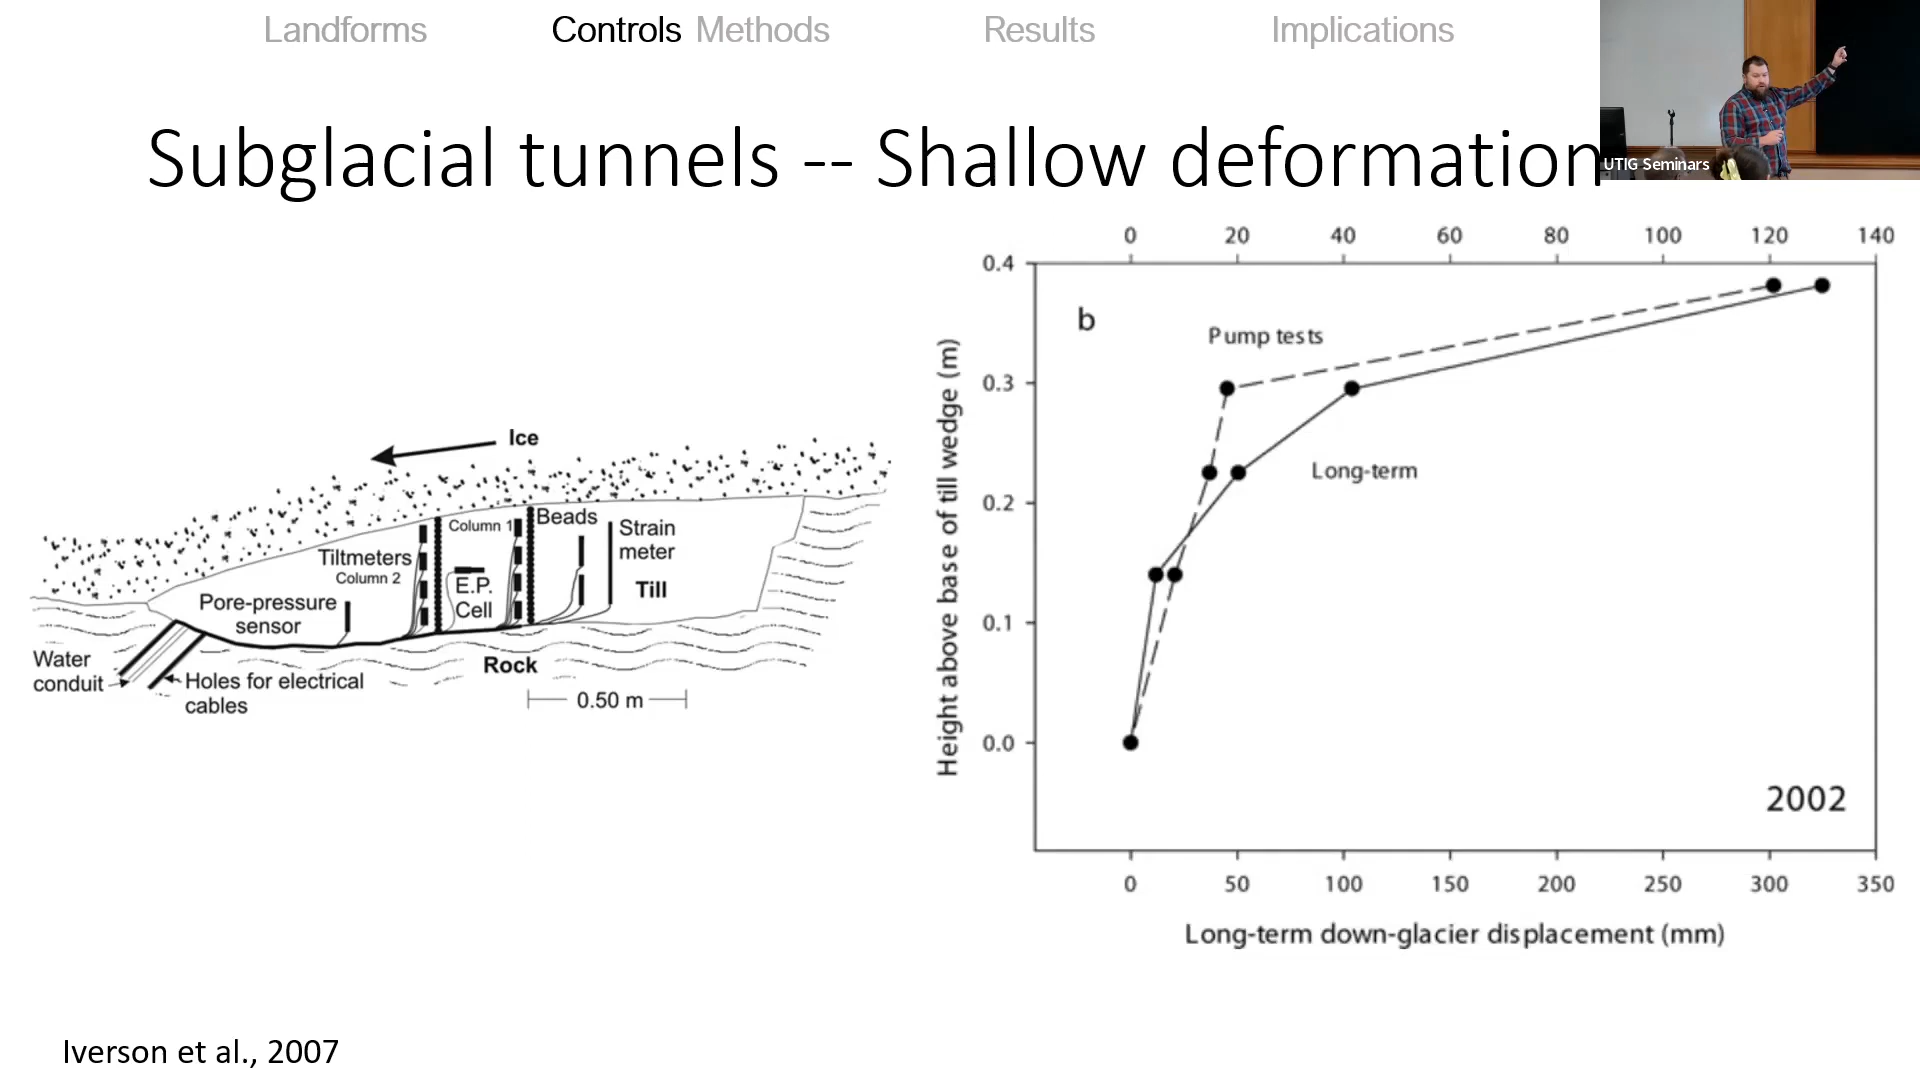 Landforms Controls Methods Results Implications
UTIG Seminars
Subglacial tunnels -- Shallow deformation
Ice
Beads
Column 1
Strain
meter
Tiltmeters
Column 2
E.P.
Cell
Till
Pore-pressure
sensor
Water
conduit
Rock
Holes for electrical
cables
0.50 m
0 20 40 60 80 100 120 140
0.4
0.3
0.2
0.1
0.0
Height above base of till wedge (m)
b
Pump tests
Long-term
2002
0 50 100 150 200 250 300 350
Long-term down-glacier displacement (mm)
Iverson et al., 2007